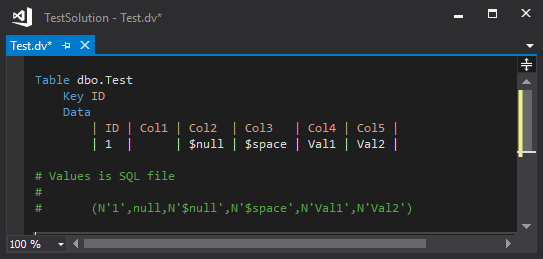 TestSolution - Test.dv*
Test.dv*
Table dbo.Test
Key ID
Data
| ID | Col1 | Col2 | Col3 | Col4 | Col5 |
| 1 | | $null | $space | Val1 | Val2 |
# Values is SQL file
#
# (N'1',null,N'$null',N'$space',N'Val1',N'Val2')
100 %